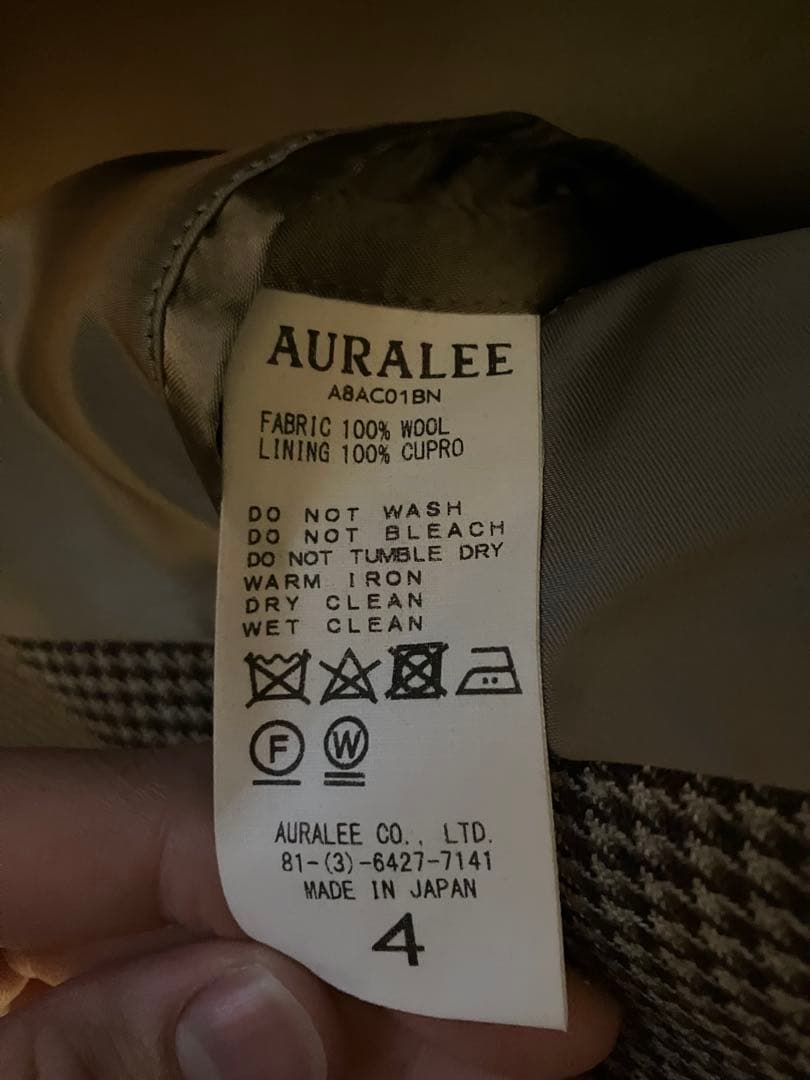 AURALEE
A8AC01BN
FABRIC 100% WOOL
LINING 100% CUPRO
DO NOT WASH
DO NOT BLEACH
DO NOT TUMBLE DRY
WARM IRON
DRY CLEAN
WET CLEAN
F W
AURALEE CO., LTD.
81-(3)-6427-7141
MADE IN JAPAN
4